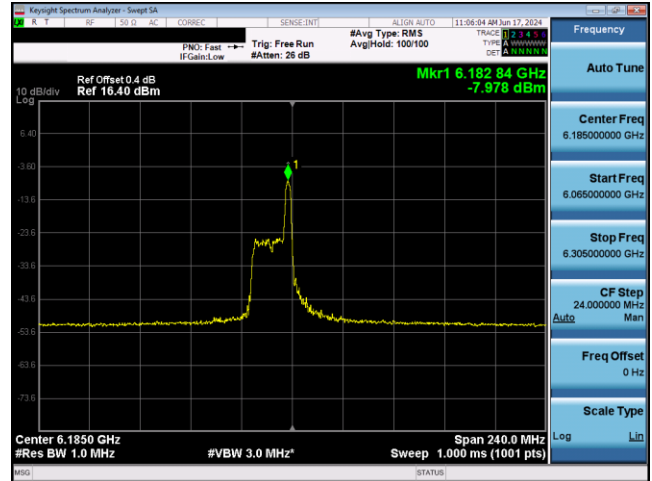 Keysight Spectrum Analyzer - Swept SA
R T RF 50 Ω AC CORREC SENSE:INT ALIGN AUTO 11:06:04 AM Jun 17, 2024
PNO: Fast
IFGain:Low
Trig: Free Run
#Atten: 26 dB
#Avg Type: RMS
Avg|Hold: 100/100
TRACE 1 2 3 4 5 6
TYPE A WWWWW
DET A N N N N N
Ref Offset 0.4 dB
10 dB/div Ref 16.40 dBm
Log
Mkr1 6.182 84 GHz
-7.978 dBm
6.40
-3.60
-13.6
-23.6
-33.6
-43.6
-53.6
-63.6
-73.6
1
Center 6.1850 GHz
#Res BW 1.0 MHz
#VBW 3.0 MHz*
Span 240.0 MHz
Sweep 1.000 ms (1001 pts)
MSG
STATUS
Frequency
Auto Tune
Center Freq
6.185000000 GHz
Start Freq
6.065000000 GHz
Stop Freq
6.305000000 GHz
CF Step
24.000000 MHz
Auto Man
Freq Offset
0 Hz
Scale Type
Log Lin